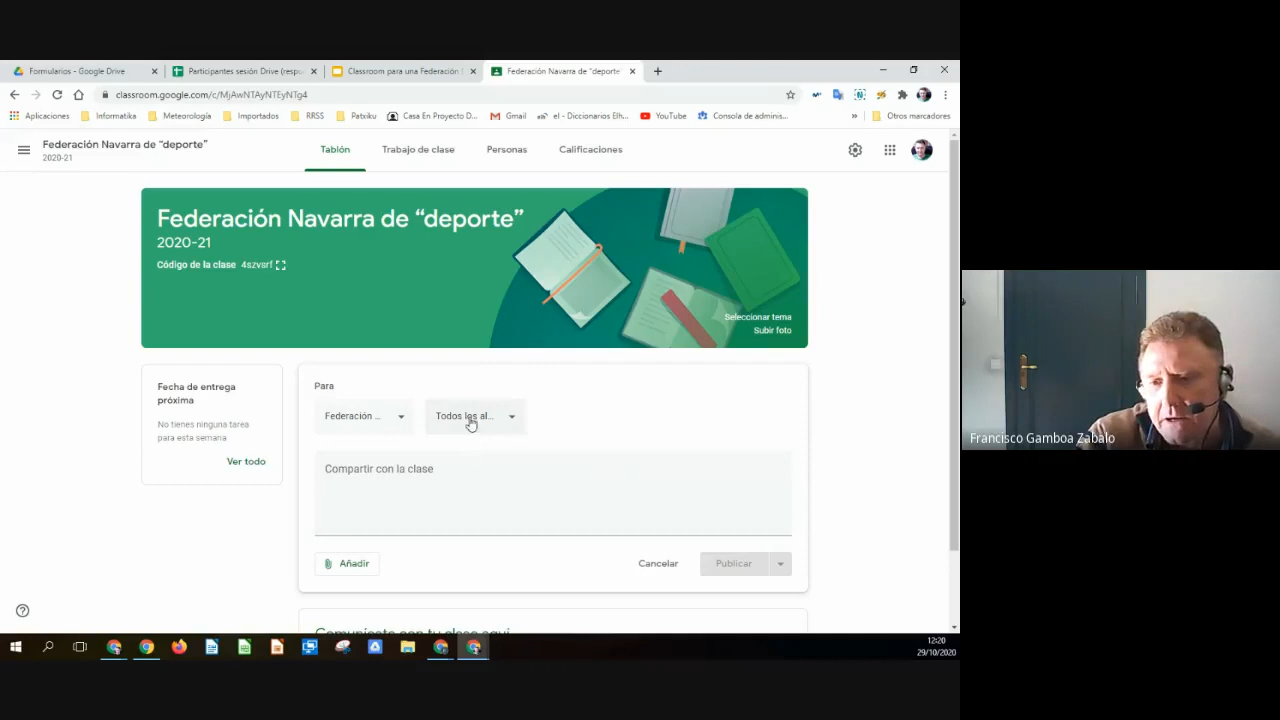 Formularios - Google Drive
Participantes sesión Drive (respu
Classroom para una Federación
Federación Navarra de "deporte"
classroom.google.com/c/MjAwNTAyNTEyNTg4
Aplicaciones
Informatika
Meteorología
Importados
RRSS
Patxiku
Casa En Proyecto D...
Gmail
el - Diccionarios Elh...
YouTube
Consola de adminis...
»
Otros marcadores
Federación Navarra de "deporte"
2020-21
Tablón
Trabajo de clase
Personas
Calificaciones
Federación Navarra de "deporte"
2020-21
Código de la clase 4szvsrf
Seleccionar tema
Subir foto
Fecha de entrega
próxima
No tienes ninguna tarea
para esta semana
Ver todo
Para
Federación ...
Todos los al...
Compartir con la clase
Añadir
Cancelar
Publicar
Comunícate con tu clase aquí
12:20
29/10/2020
Francisco Gamboa Zabalo